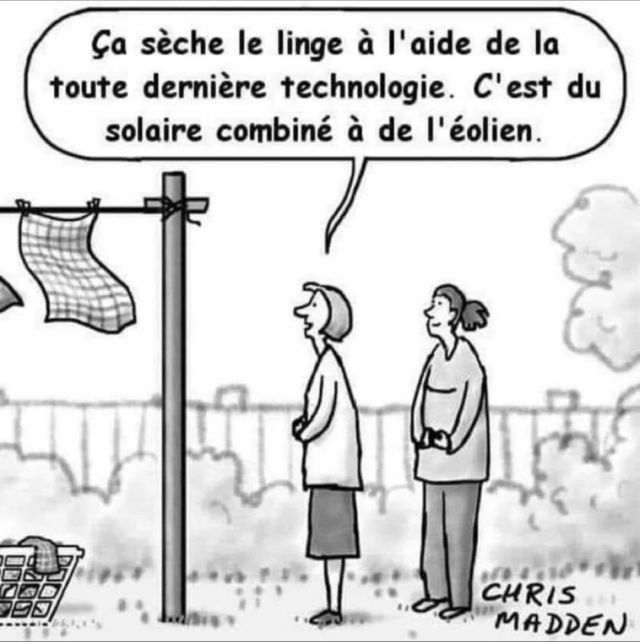 Ça sèche le linge à l'aide de la
toute dernière technologie. C'est du
solaire combiné à de l'éolien.
CHRIS
MADDEN